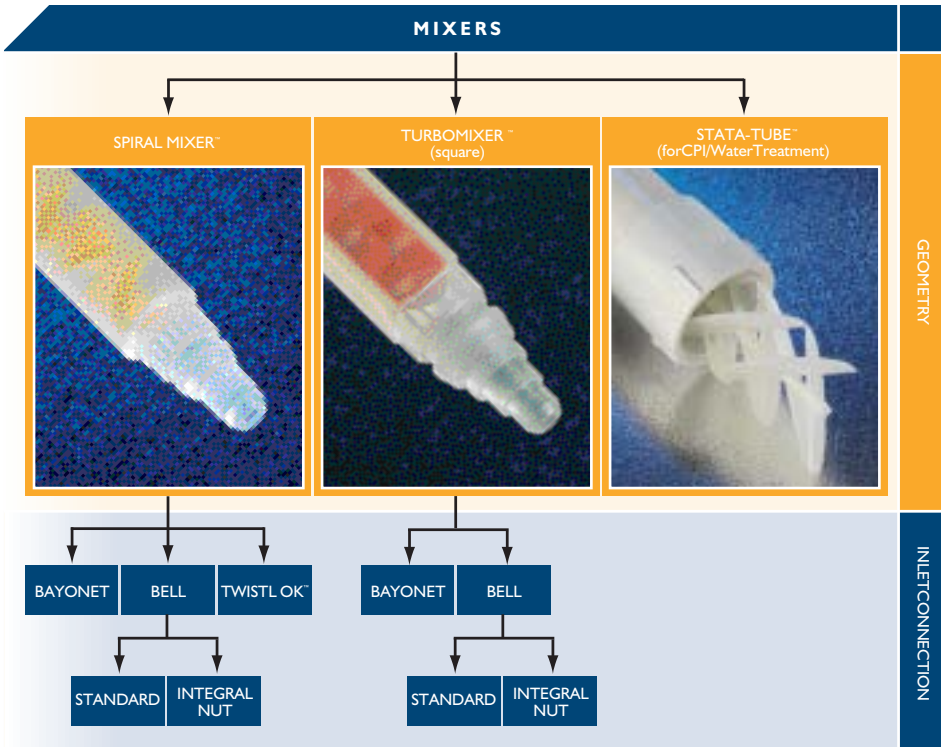 MIXERS
SPIRAL MIXER™
TURBOMIXER™
(square)
STATA-TUBE™
(forCPI/WaterTreatment)
GEOMETRY
BAYONET
BELL
TWISTL OK™
BAYONET
BELL
STANDARD
INTEGRAL
NUT
STANDARD
INTEGRAL
NUT
INLETCONNECTION